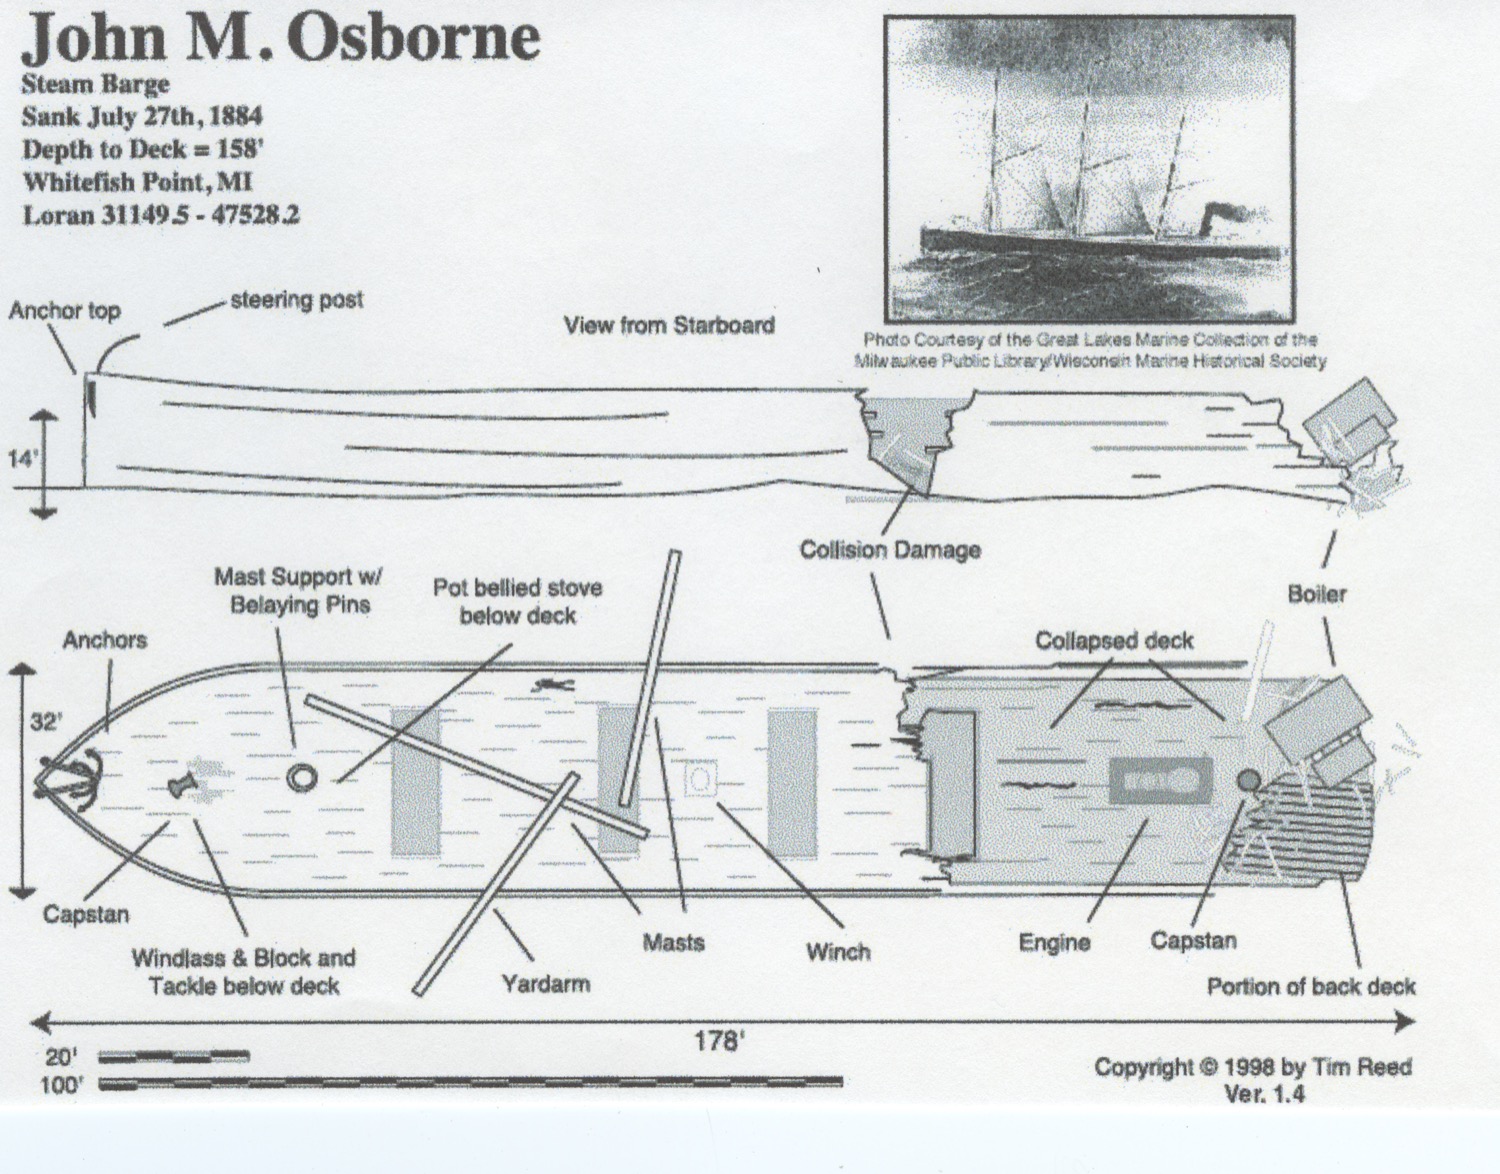 John M. Osborne
Steam Barge
Sank July 27th, 1884
Depth to Deck = 158'
Whitefish Point, MI
Loran 31149.5 - 47528.2
Photo Courtesy of the Great Lakes Marine Collection of the
Milwaukee Public Library/Wisconsin Marine Historical Society
Anchor top
steering post
View from Starboard
14'
Collision Damage
Boiler
Mast Support w/
Belaying Pins
Pot bellied stove
below deck
Anchors
Collapsed deck
32'
Capstan
Windlass & Block and
Tackle below deck
Yardarm
Masts
Winch
Engine
Capstan
Portion of back deck
178'
20'
100'
Copyright © 1998 by Tim Reed
Ver. 1.4